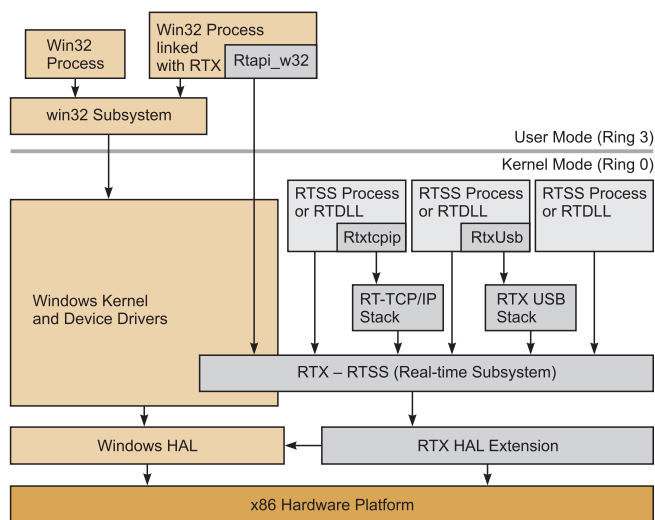 Win32
Process
Win32 Process
linked
with RTX
Rtapi_w32
win32 Subsystem
User Mode (Ring 3)
Kernel Mode (Ring 0)
RTSS Process
or RTDLL
Rtxtcpip
RTSS Process
or RTDLL
RtxUsb
RTSS Process
or RTDLL
Windows Kernel
and Device Drivers
RT-TCP/IP
Stack
RTX USB
Stack
RTX – RTSS (Real-time Subsystem)
Windows HAL
RTX HAL Extension
x86 Hardware Platform